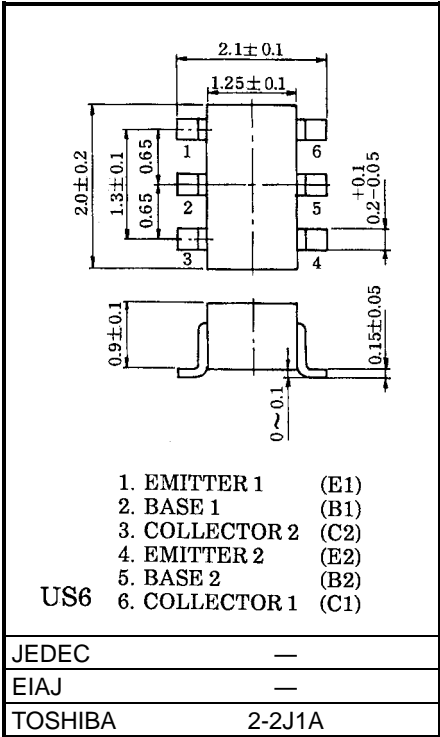 2.1±0.1
1.25±0.1
2.0±0.2
1.3±0.1
0.65
0.65
1
2
3
6
5
4
+0.1
0.2-0.05
0.9±0.1
0.15±0.05
0~0.1
1. EMITTER 1 (E1)
2. BASE 1 (B1)
3. COLLECTOR 2 (C2)
4. EMITTER 2 (E2)
5. BASE 2 (B2)
US6 6. COLLECTOR 1 (C1)
JEDEC —
EIAJ —
TOSHIBA 2-2J1A